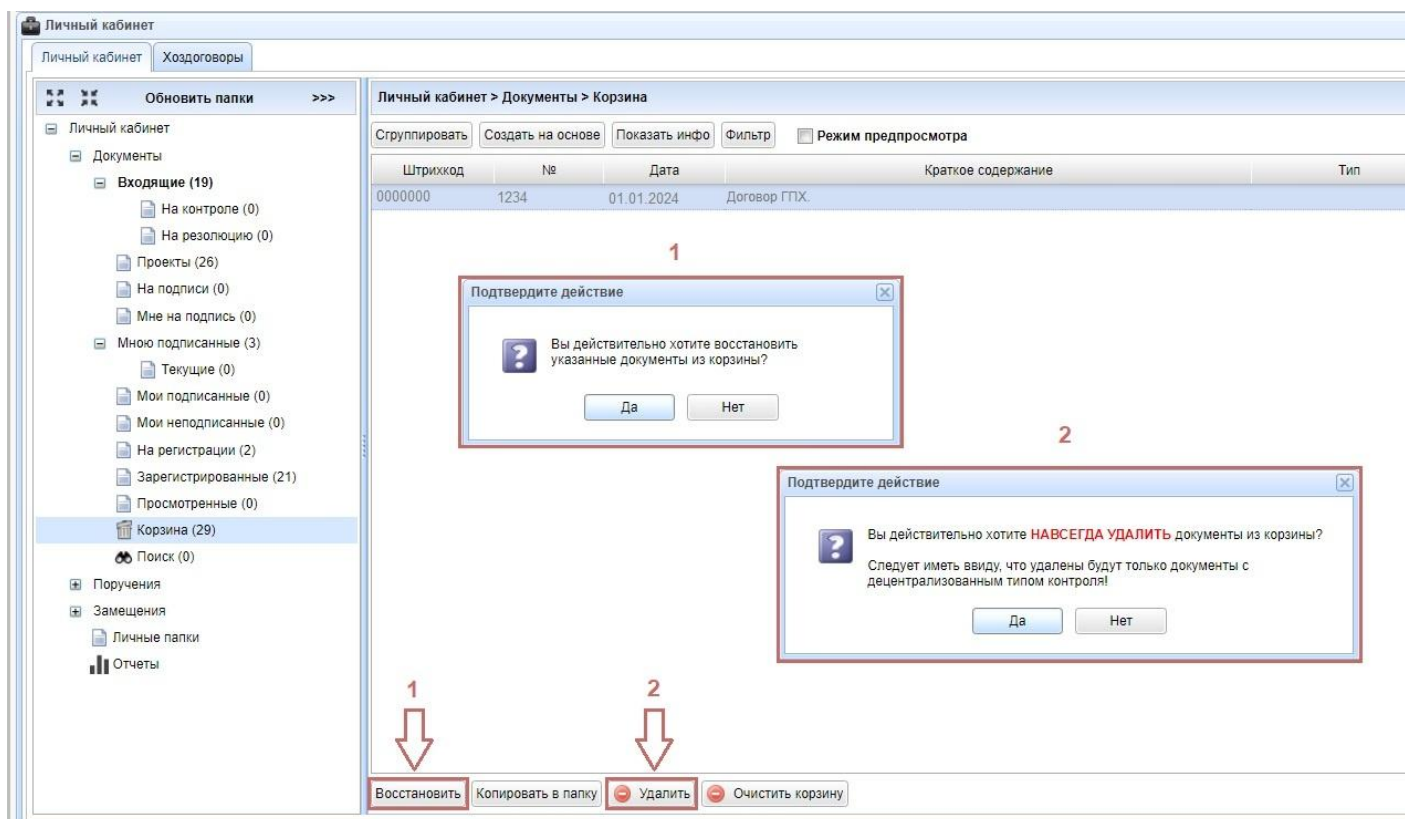 Личный кабинет
Личный кабинет Хоздоговоры
Обновить папки >>>
Личный кабинет
Документы
Входящие (19)
На контроле (0)
На резолюцию (0)
Проекты (26)
На подписи (0)
Мне на подпись (0)
Мною подписанные (3)
Текущие (0)
Мои подписанные (0)
Мои неподписанные (0)
На регистрации (2)
Зарегистрированные (21)
Просмотренные (0)
Корзина (29)
Поиск (0)
Поручения
Замещения
Личные папки
Отчеты
Личный кабинет > Документы > Корзина
Сгруппировать Создать на основе Показать инфо Фильтр Режим предпросмотра
Штрихкод № Дата Краткое содержание Тип
0000000 1234 01.01.2024 Договор ГПХ.
1
Подтвердите действие
Вы действительно хотите восстановить
указанные документы из корзины?
Да Нет
2
Подтвердите действие
Вы действительно хотите НАВСЕГДА УДАЛИТЬ документы из корзины?
Следует иметь ввиду, что удалены будут только документы с
децентрализованным типом контроля!
Да Нет
1 2
Восстановить Копировать в папку Удалить Очистить корзину